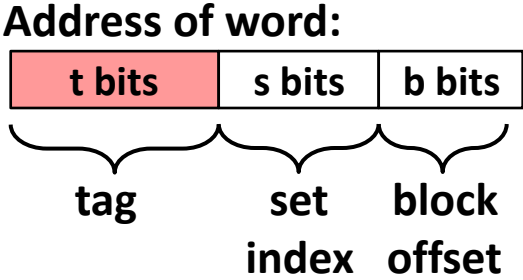 Address of word:
t bits s bits b bits
tag set block
index offset